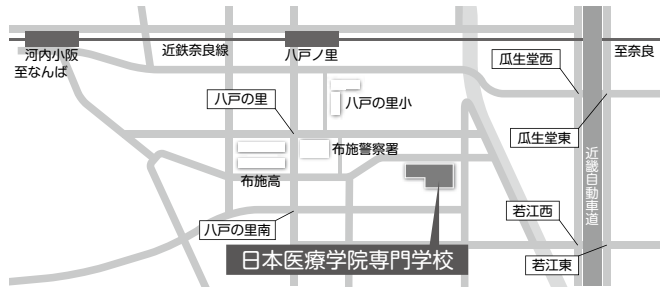 近鉄奈良線
河内小阪
至なんば
八戸ノ里
至奈良
瓜生堂西
八戸の里
八戸の里小
瓜生堂東
布施警察署
近畿自動車道
布施高
若江西
八戸の里南
日本医療学院専門学校
若江東